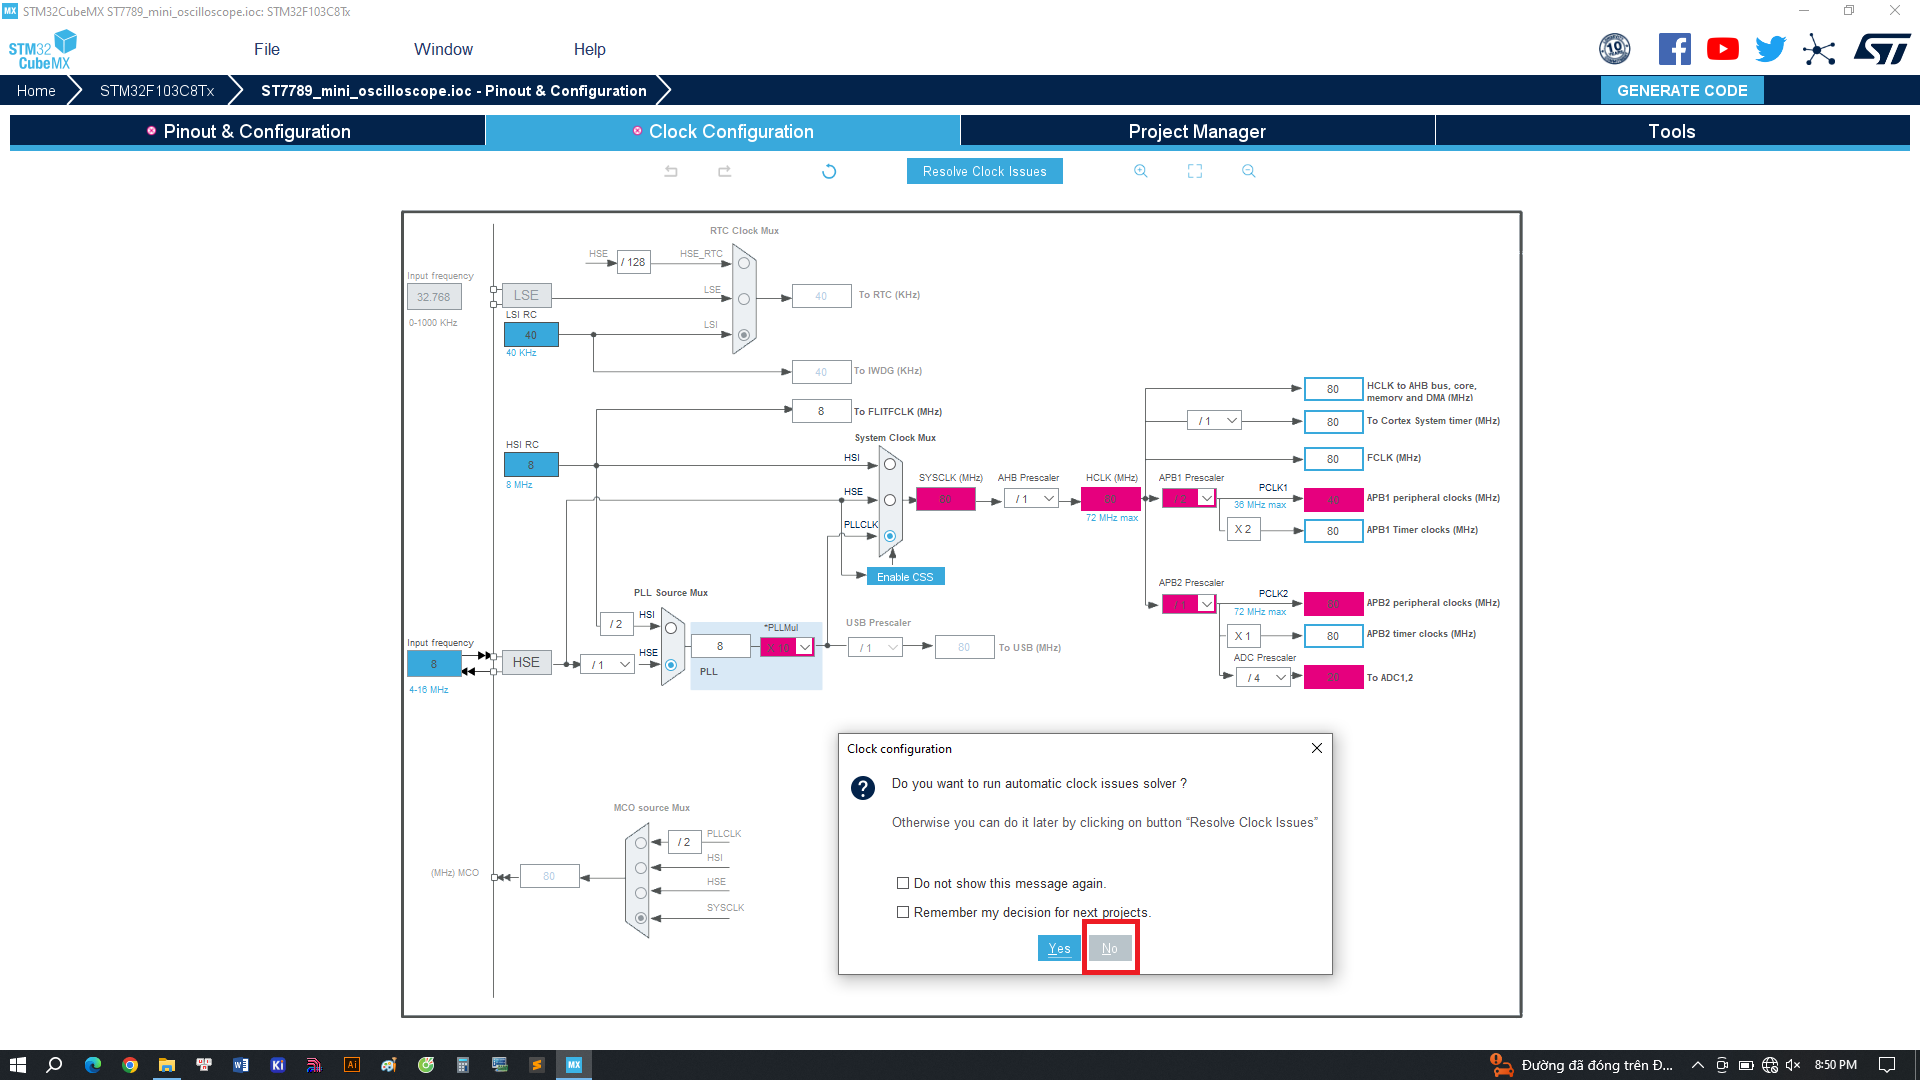 STM32CubeMX ST7789_mini_oscilloscope.ioc: STM32F103C8Tx
STM32
CubeMX
File
Window
Help
10
Home
STM32F103C8Tx
ST7789_mini_oscilloscope.ioc - Pinout & Configuration
GENERATE CODE
Pinout & Configuration
Clock Configuration
Project Manager
Tools
Resolve Clock Issues
RTC Clock Mux
HSE
/ 128
HSE_RTC
Input frequency
32.768
0-1000 KHz
LSE
LSE
40
To RTC (KHz)
LSI RC
40
40 KHz
LSI
40
To IWDG (KHz)
8
To FLITFCLK (MHz)
System Clock Mux
HSI RC
8
8 MHz
HSI
HSE
PLLCLK
SYSCLK (MHz)
80
AHB Prescaler
/ 1
HCLK (MHz)
80
72 MHz max
80
HCLK to AHB bus, core,
memory and DMA (MHz)
/ 1
80
To Cortex System timer (MHz)
80
FCLK (MHz)
APB1 Prescaler
/ 2
PCLK1
36 MHz max
40
APB1 peripheral clocks (MHz)
X 2
80
APB1 Timer clocks (MHz)
Enable CSS
APB2 Prescaler
/ 1
PCLK2
72 MHz max
80
APB2 peripheral clocks (MHz)
X 1
80
APB2 timer clocks (MHz)
ADC Prescaler
/ 4
20
To ADC1,2
PLL Source Mux
/ 2
HSI
Input frequency
8
4-16 MHz
HSE
/ 1
HSE
8
*PLLMul
X 10
PLL
USB Prescaler
/ 1
80
To USB (MHz)
MCO source Mux
(MHz) MCO
80
/ 2
PLLCLK
HSI
HSE
SYSCLK
Clock configuration
Do you want to run automatic clock issues solver ?
Otherwise you can do it later by clicking on button “Resolve Clock Issues”
Do not show this message again.
Remember my decision for next projects.
Yes
No
Ki
Ai
MX
Đường đã đóng trên Đ...
8:50 PM